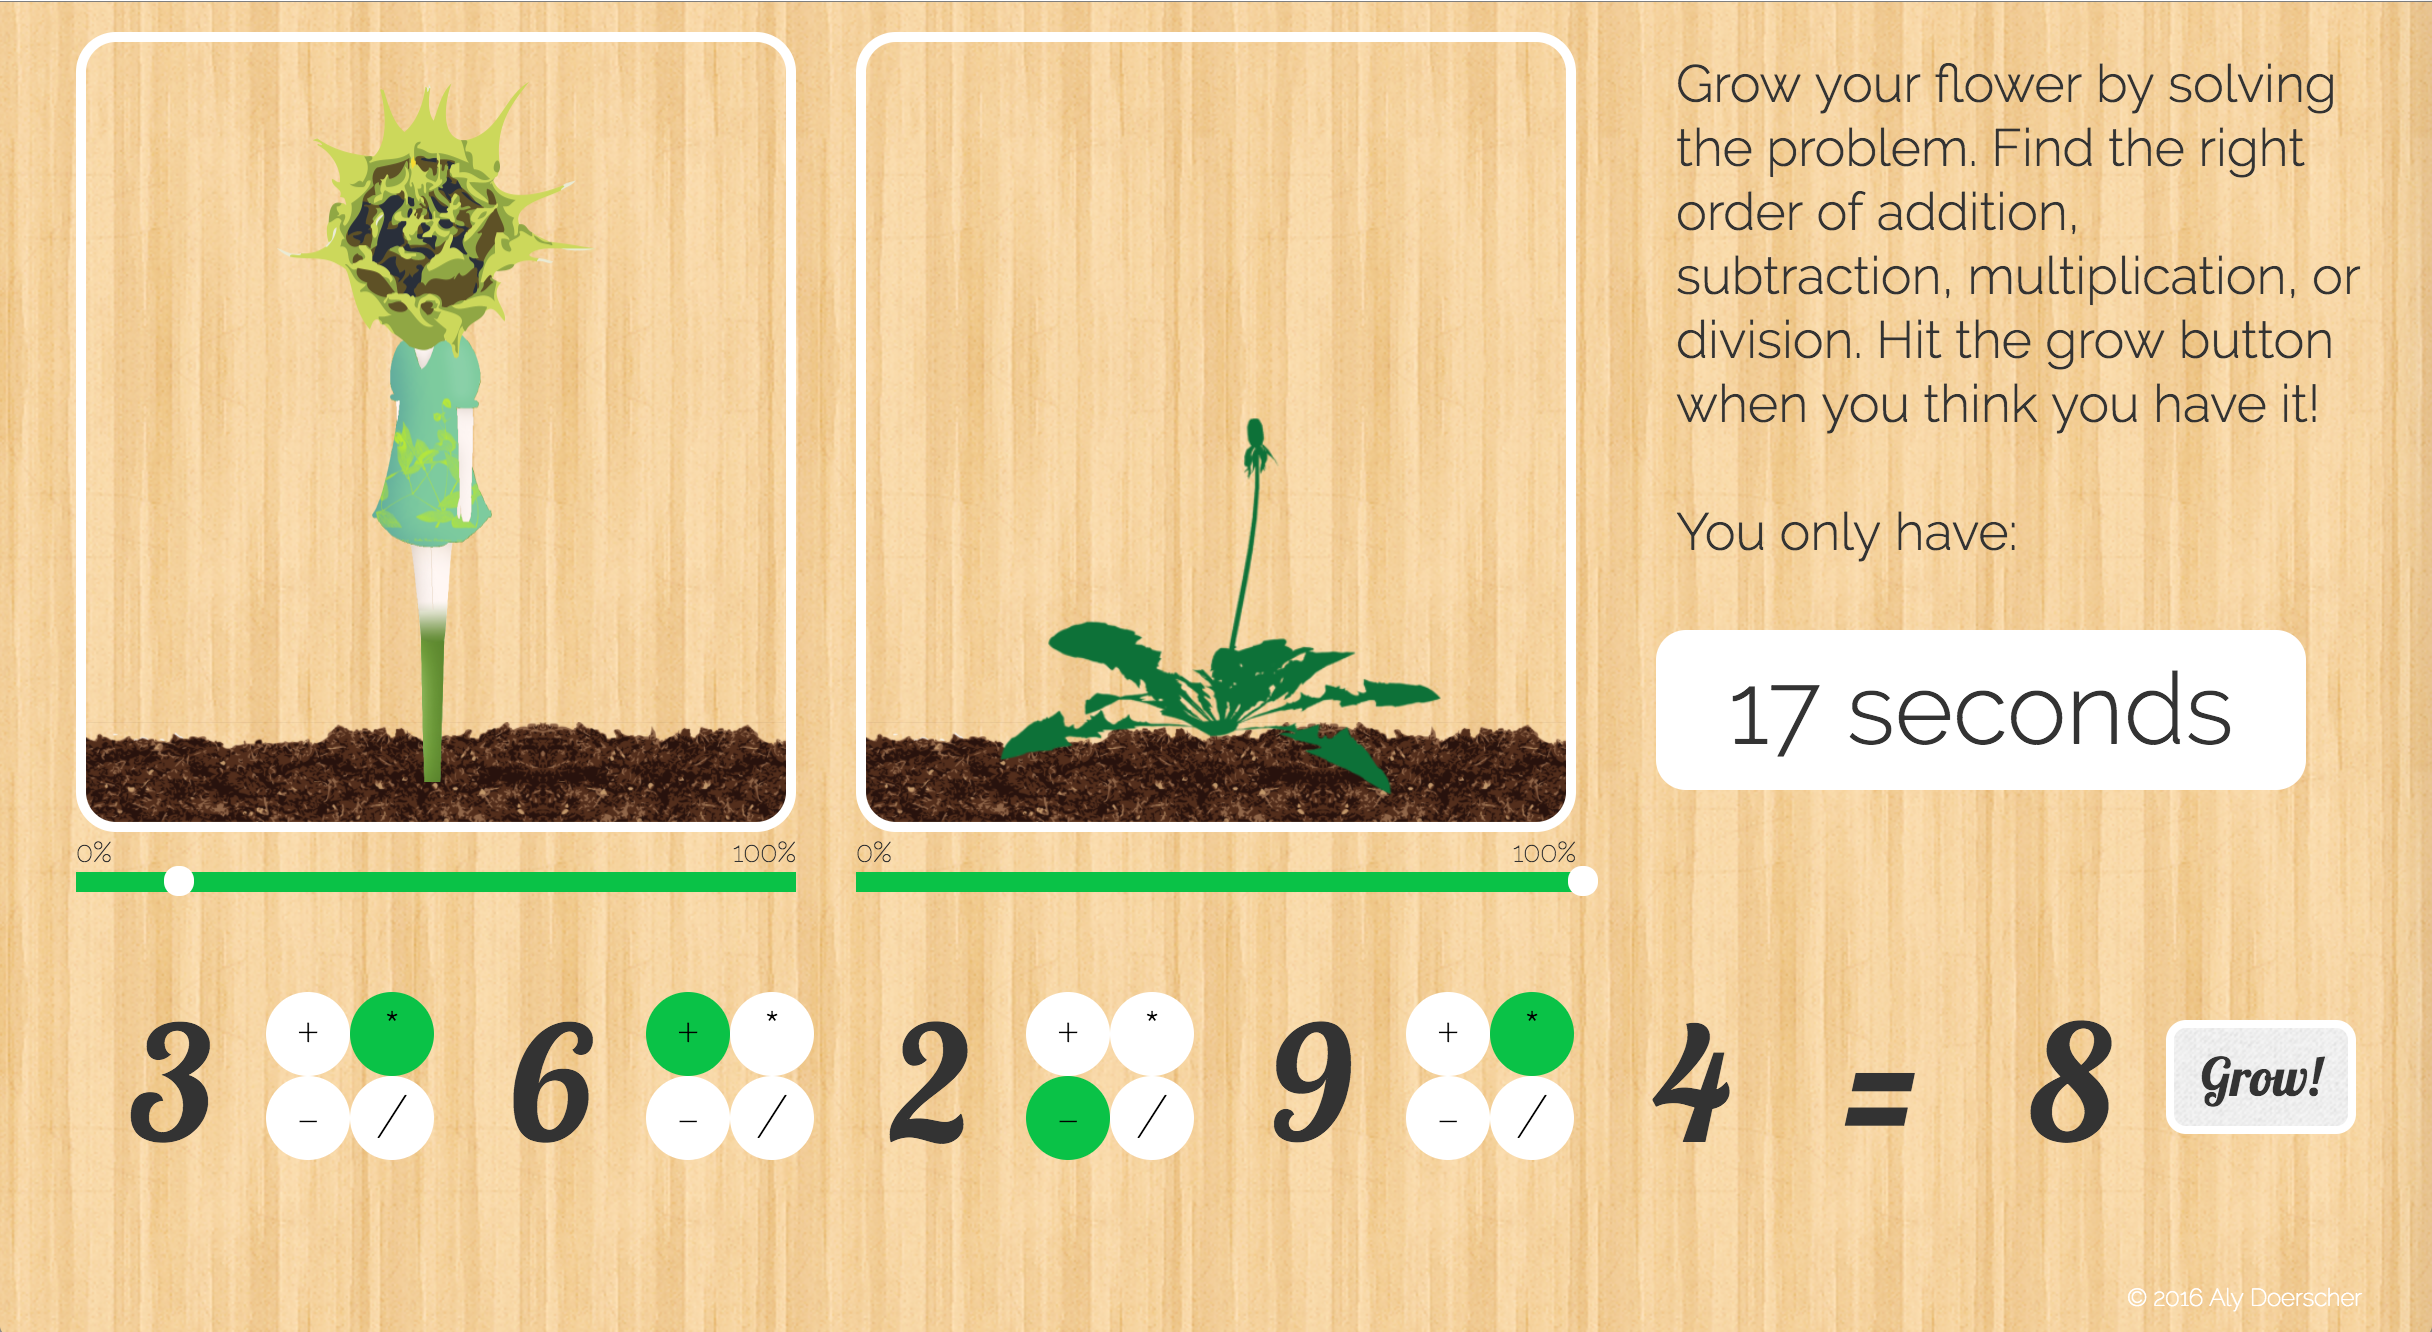 Grow your flower by solving
the problem. Find the right
order of addition,
subtraction, multiplication, or
division. Hit the grow button
when you think you have it!
You only have:
17 seconds
0% 100%
0% 100%
3 + * - / 6 + * - / 2 + * - / 9 + * - / 4 = 8 Grow!
© 2016 Aly Doerscher